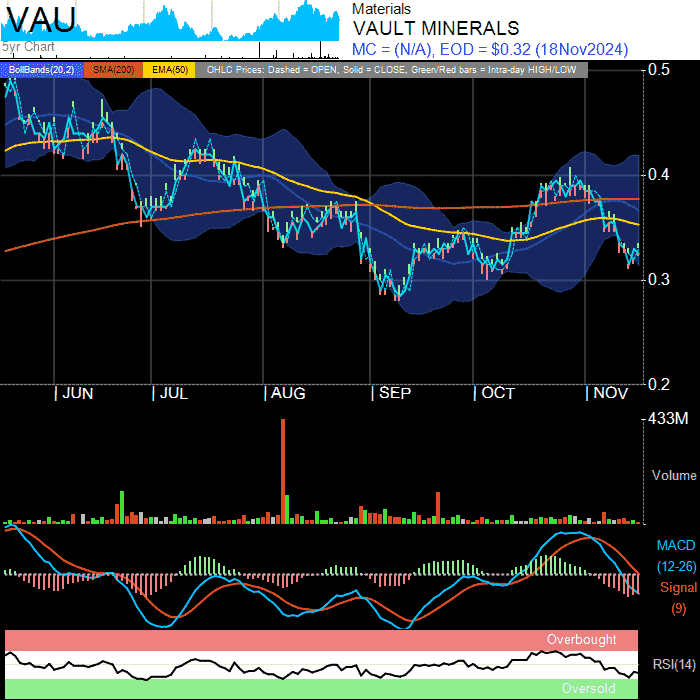 VAU
5yr Chart
Materials
VAULT MINERALS
MC = (N/A), EOD = $0.32 (18Nov2024)
BollBands(20,2) SMA(200) EMA(50) OHLC Prices: Dashed = OPEN, Solid = CLOSE, Green/Red bars = Intra-day HIGH/LOW
0.5
0.4
0.3
0.2
JUN JUL AUG SEP OCT NOV
433M
Volume
MACD
(12-26)
Signal
(9)
Overbought
RSI(14)
Oversold